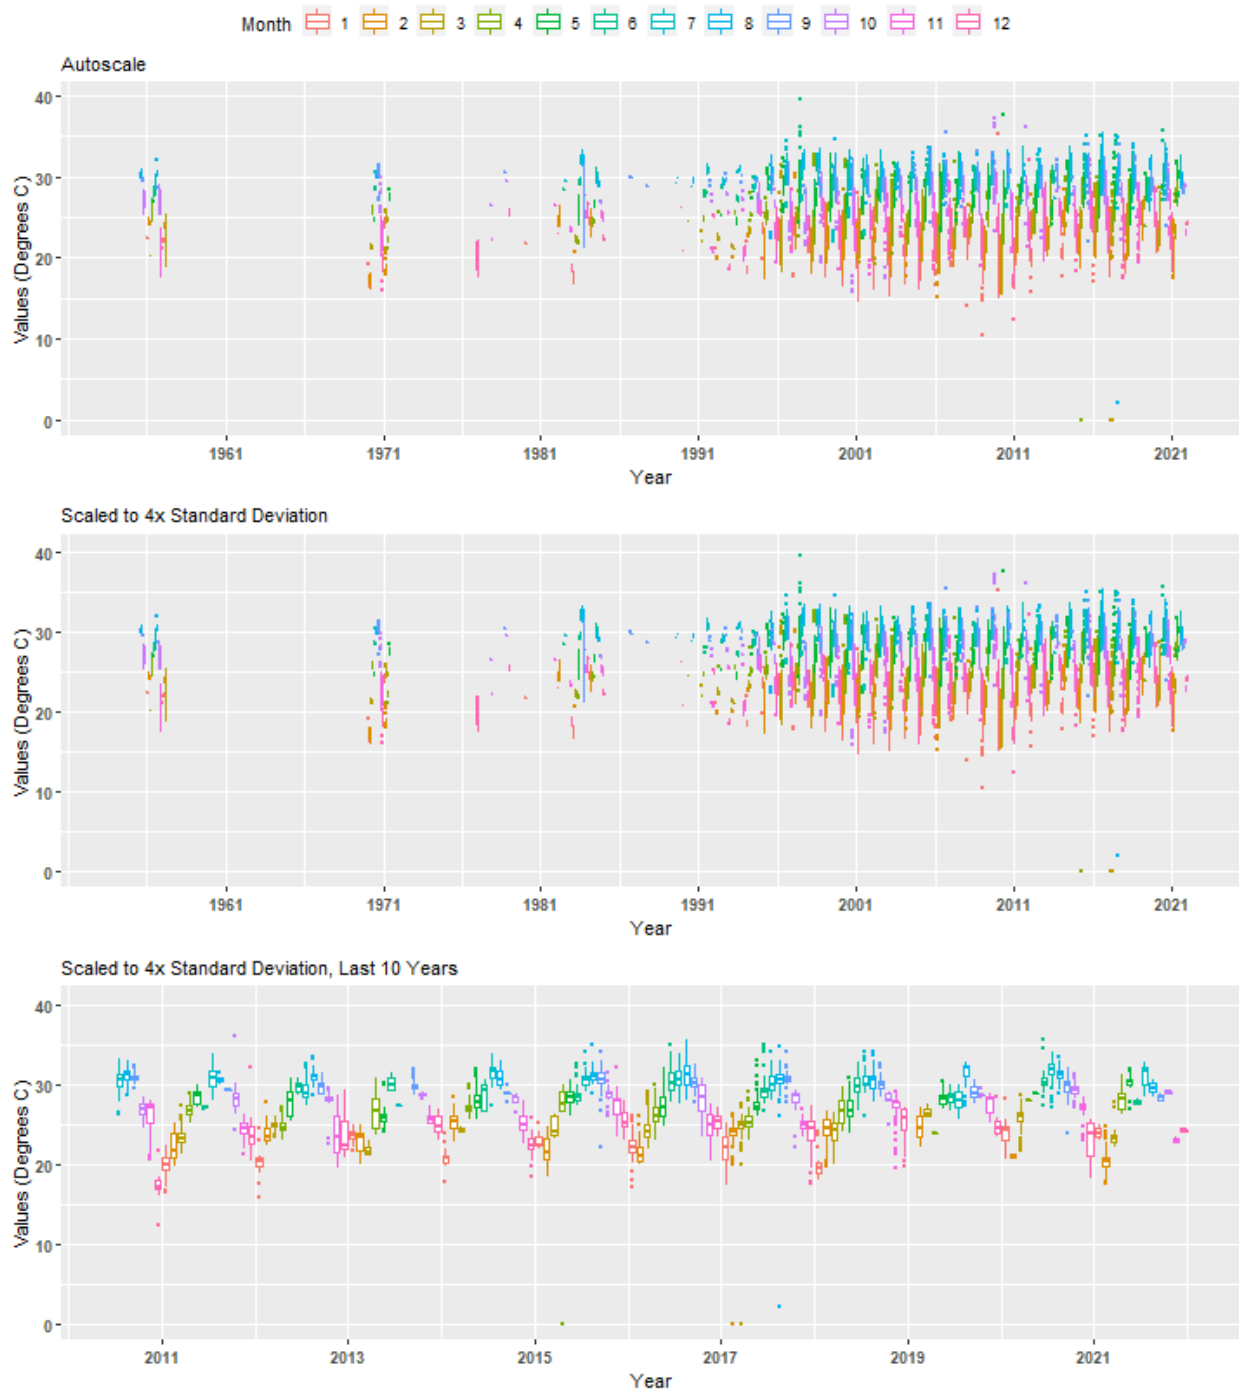 Month 1 2 3 4 5 6 7 8 9 10 11 12
Autoscale
Values (Degrees C)
40
30
20
10
0
1961 1971 1981 1991 2001 2011 2021
Year
Scaled to 4x Standard Deviation
Values (Degrees C)
40
30
20
10
0
1961 1971 1981 1991 2001 2011 2021
Year
Scaled to 4x Standard Deviation, Last 10 Years
Values (Degrees C)
40
30
20
10
0
2011 2013 2015 2017 2019 2021
Year